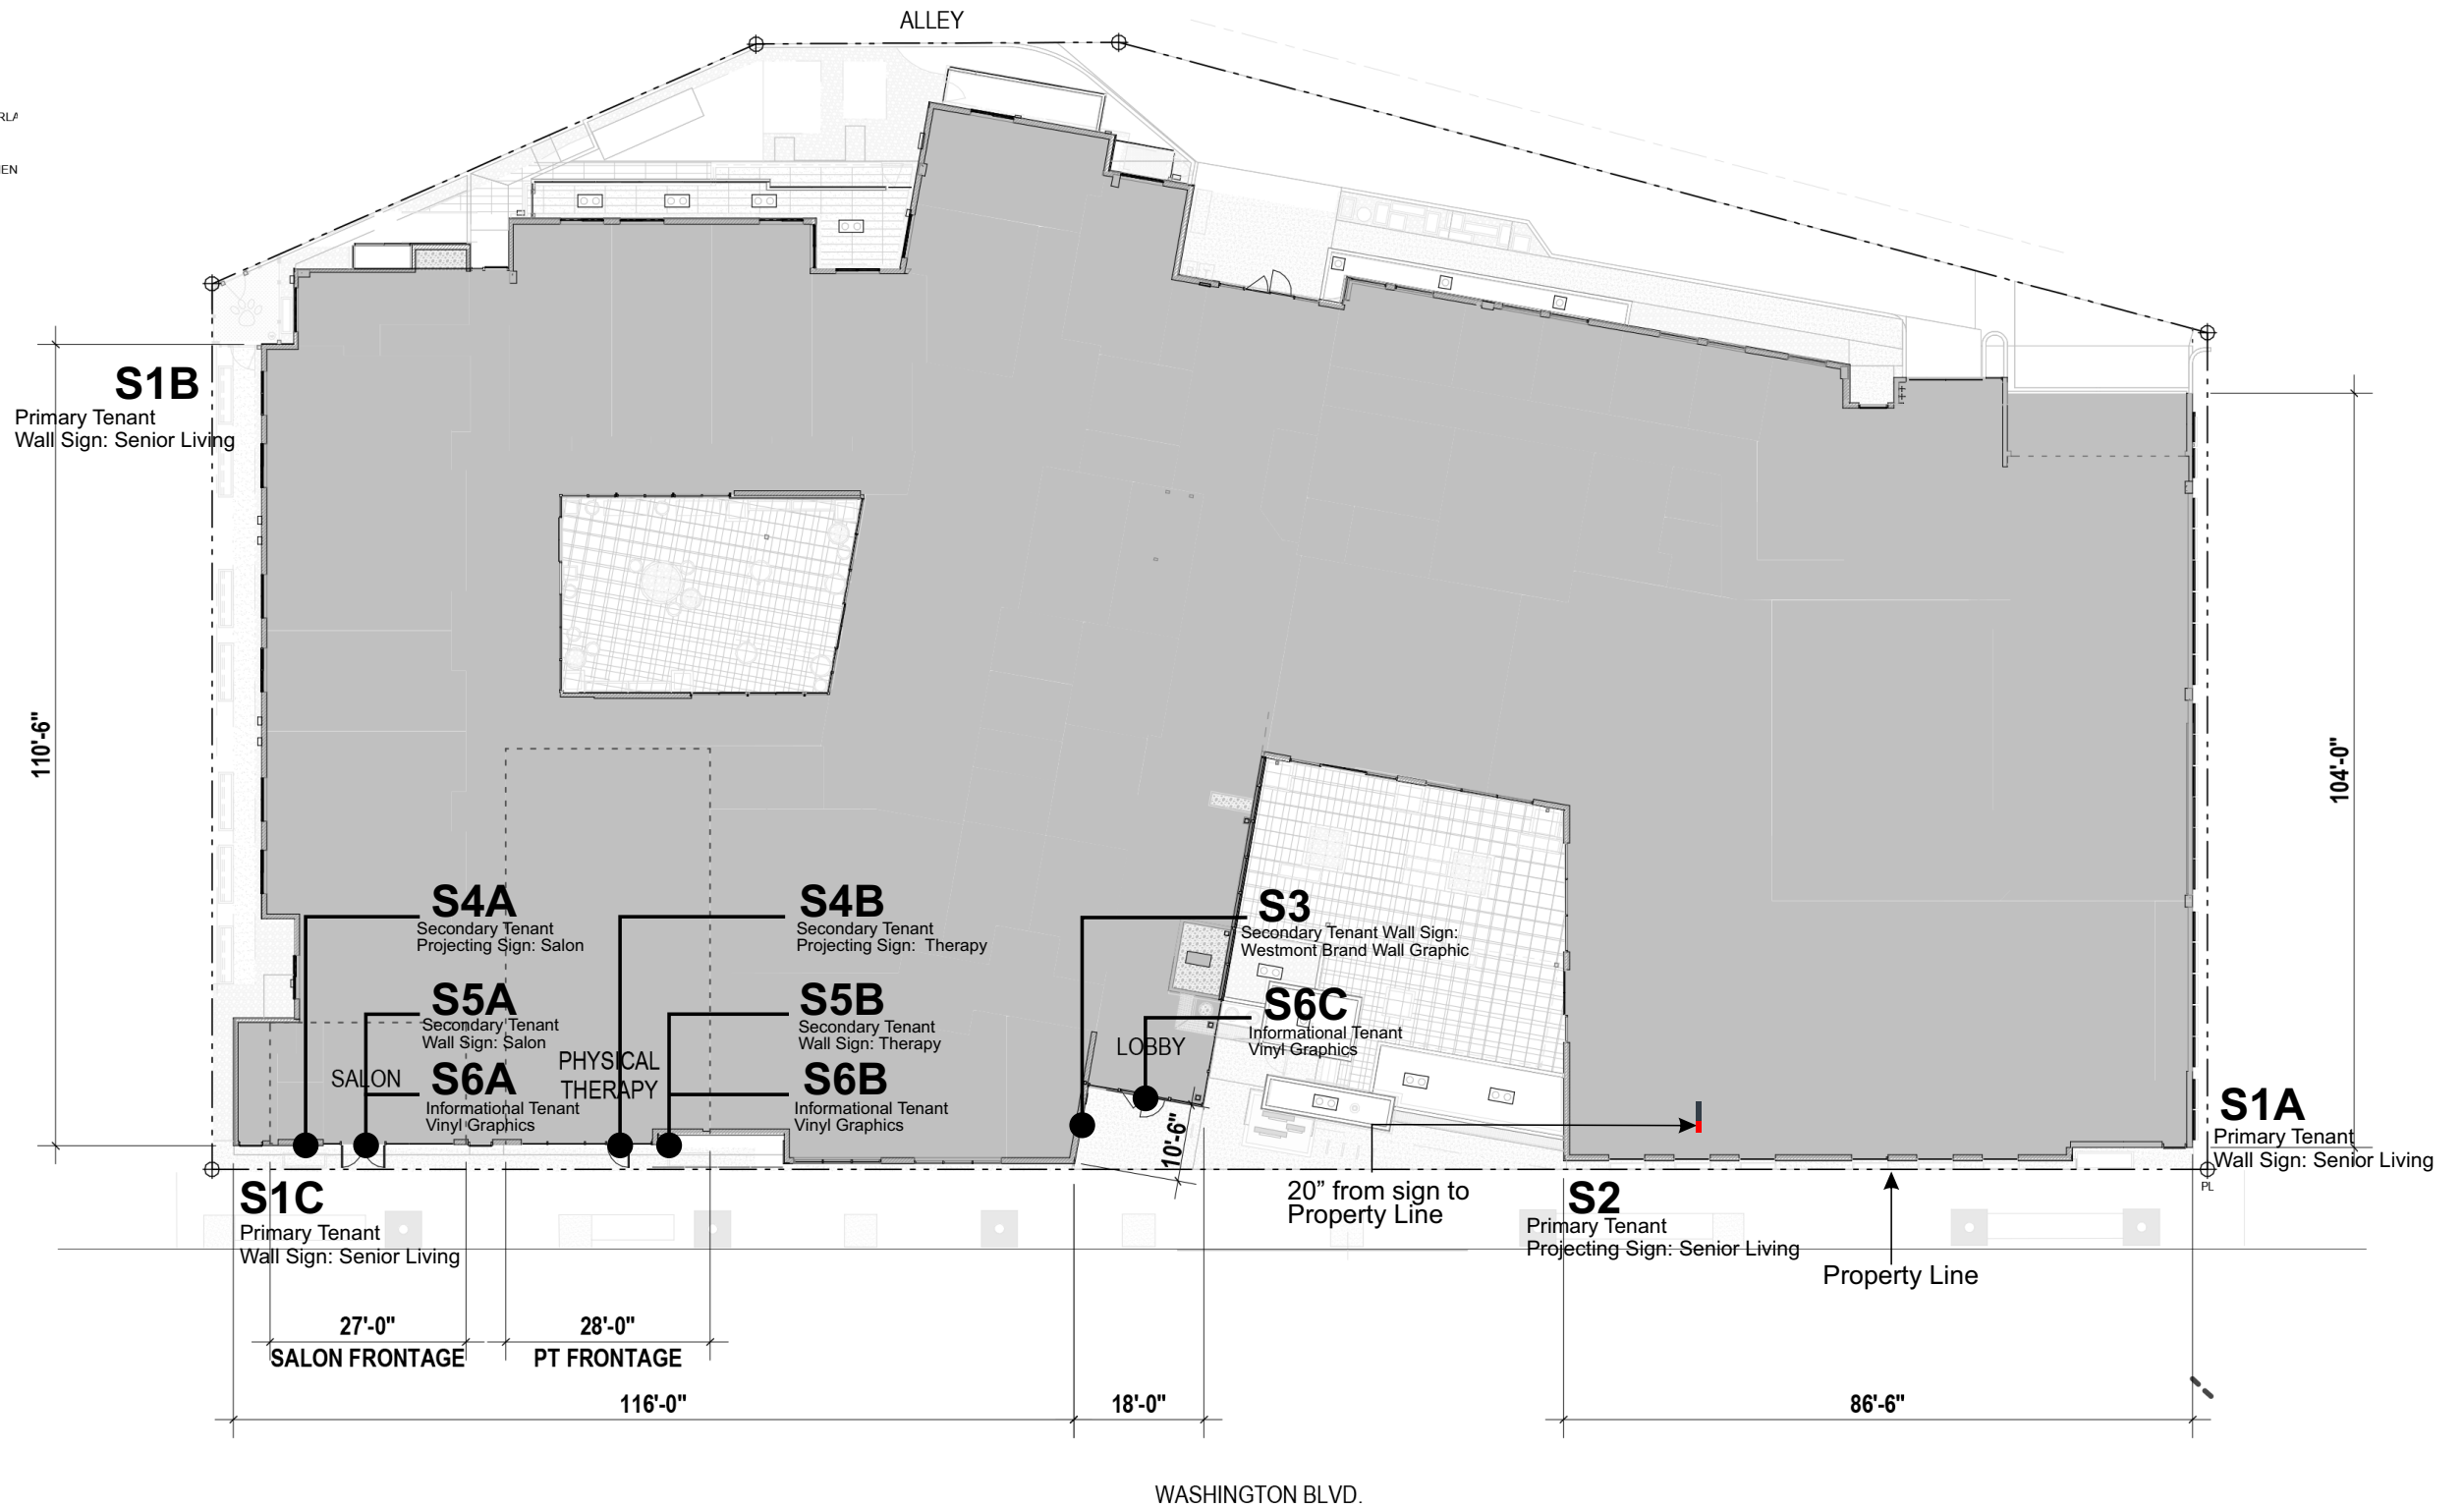 ALLEY
RLA
MEN
S1B
Primary Tenant
Wall Sign: Senior Living
110'-6"
104'-0"
S4A
Secondary Tenant
Projecting Sign: Salon
S4B
Secondary Tenant
Projecting Sign: Therapy
S3
Secondary Tenant Wall Sign:
Westmont Brand Wall Graphic
S5A
Secondary Tenant
Wall Sign: Salon
S5B
Secondary Tenant
Wall Sign: Therapy
S6C
Informational Tenant
Vinyl Graphics
SALON
PHYSICAL
THERAPY
LOBBY
S6A
Informational Tenant
Vinyl Graphics
S6B
Informational Tenant
Vinyl Graphics
10'-6"
S1A
Primary Tenant
Wall Sign: Senior Living
PL
S1C
Primary Tenant
Wall Sign: Senior Living
20” from sign to
Property Line
S2
Primary Tenant
Projecting Sign: Senior Living
Property Line
27'-0"
SALON FRONTAGE
28'-0"
PT FRONTAGE
116'-0"
18'-0"
86'-6"
WASHINGTON BLVD.